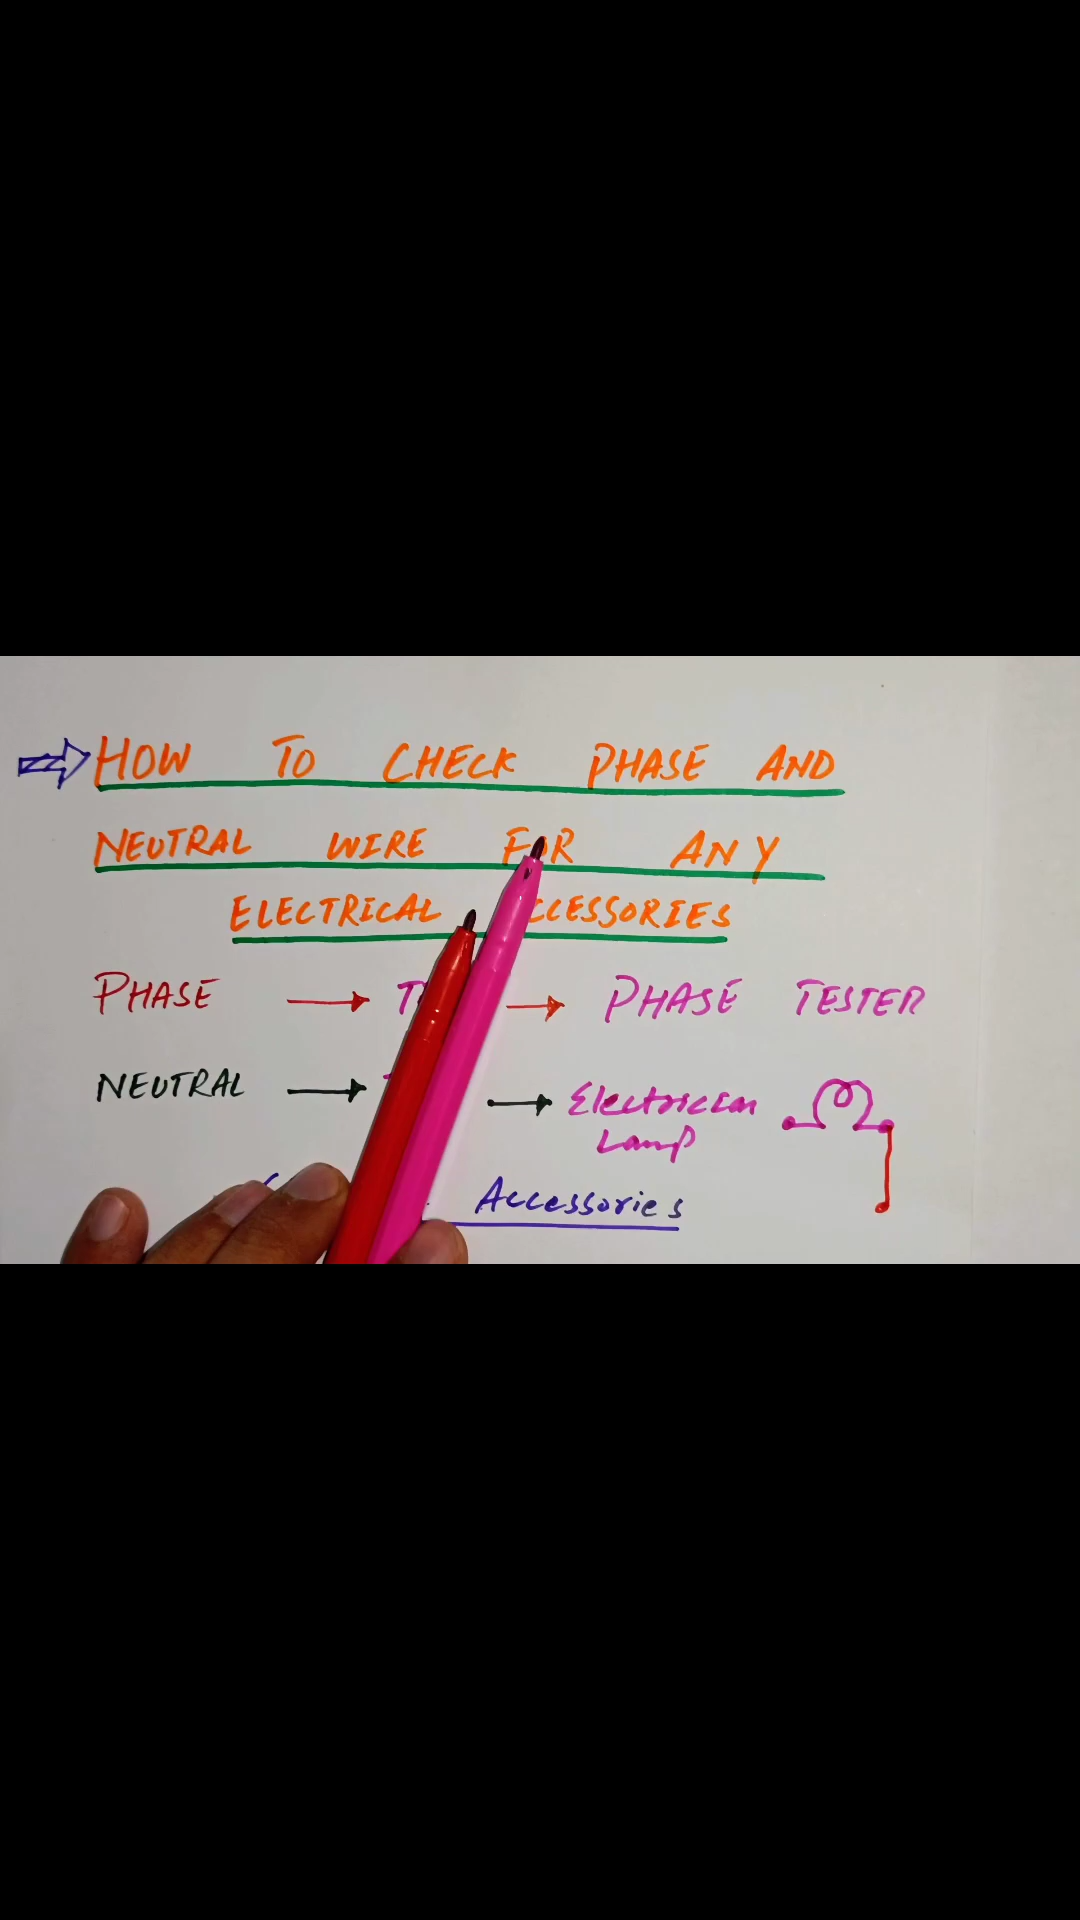 HOW TO CHECK PHASE AND
NEUTRAL WIRE FOR ANY
ELECTRICAL CCESSORIES
PHASE → → PHASE TESTER
NEUTRAL → → Electrician
Lamp
Accessories